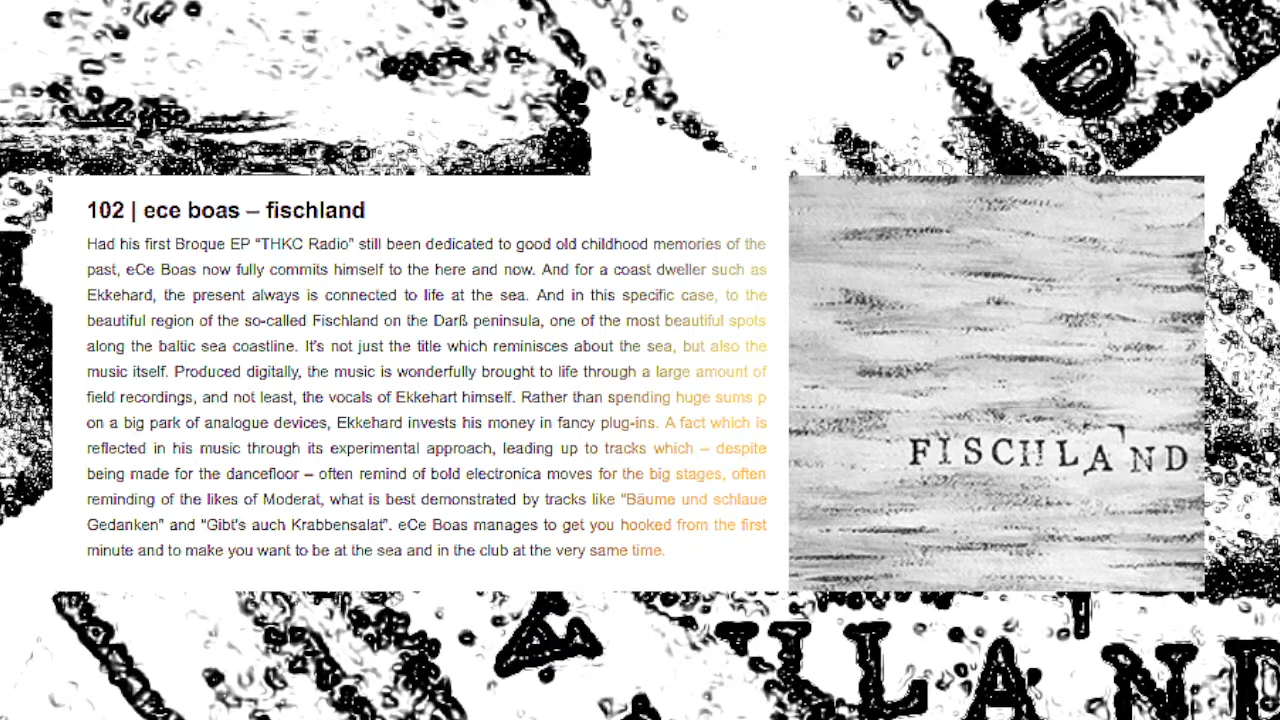 D
102 | ece boas – fischland
Had his first Broque EP “THKC Radio” still been dedicated to good old childhood memories of the
past, eCe Boas now fully commits himself to the here and now. And for a coast dweller such as
Ekkehard, the present always is connected to life at the sea. And in this specific case, to the
beautiful region of the so-called Fischland on the Darß peninsula, one of the most beautiful spots
along the baltic sea coastline. It’s not just the title which reminisces about the sea, but also the
music itself. Produced digitally, the music is wonderfully brought to life through a large amount of
field recordings, and not least, the vocals of Ekkehart himself. Rather than spending huge sums p
on a big park of analogue devices, Ekkehard invests his money in fancy plug-ins. A fact which is
reflected in his music through its experimental approach, leading up to tracks which – despite
being made for the dancefloor – often remind of bold electronica moves for the big stages, often
reminding of the likes of Moderat, what is best demonstrated by tracks like “Bäume und schlaue
Gedanken” and “Gibt’s auch Krabbensalat”. eCe Boas manages to get you hooked from the first
minute and to make you want to be at the sea and in the club at the very same time.
FISCHLAND
LAND